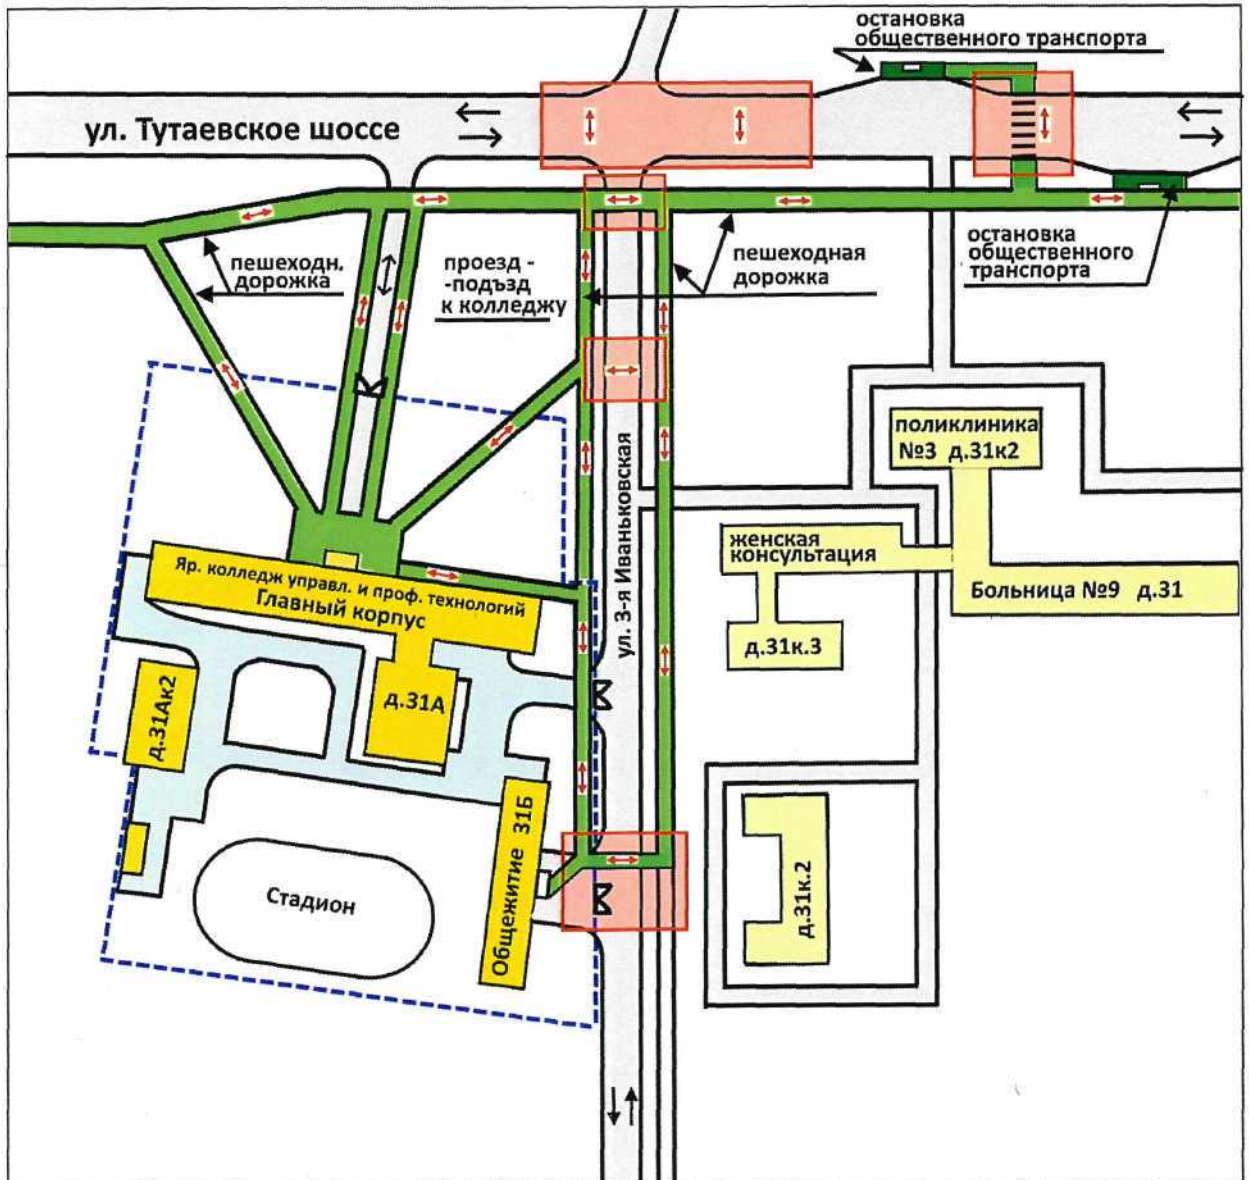 остановка
общественного транспорта
ул. Тутаевское шоссе
пешеходн.
дорожка
проезд -
-подъзд
к колледжу
пешеходная
дорожка
остановка
общественного
транспорта
поликлиника
№3 д.31к2
женская
консультация
Больница №9 д.31
д.31к.3
ул. 3-я Иваньковская
Яр. колледж управл. и проф. технологий
Главный корпус
д.31А
д.31Ак2
Общежитие 31Б
Стадион
д.31к.2